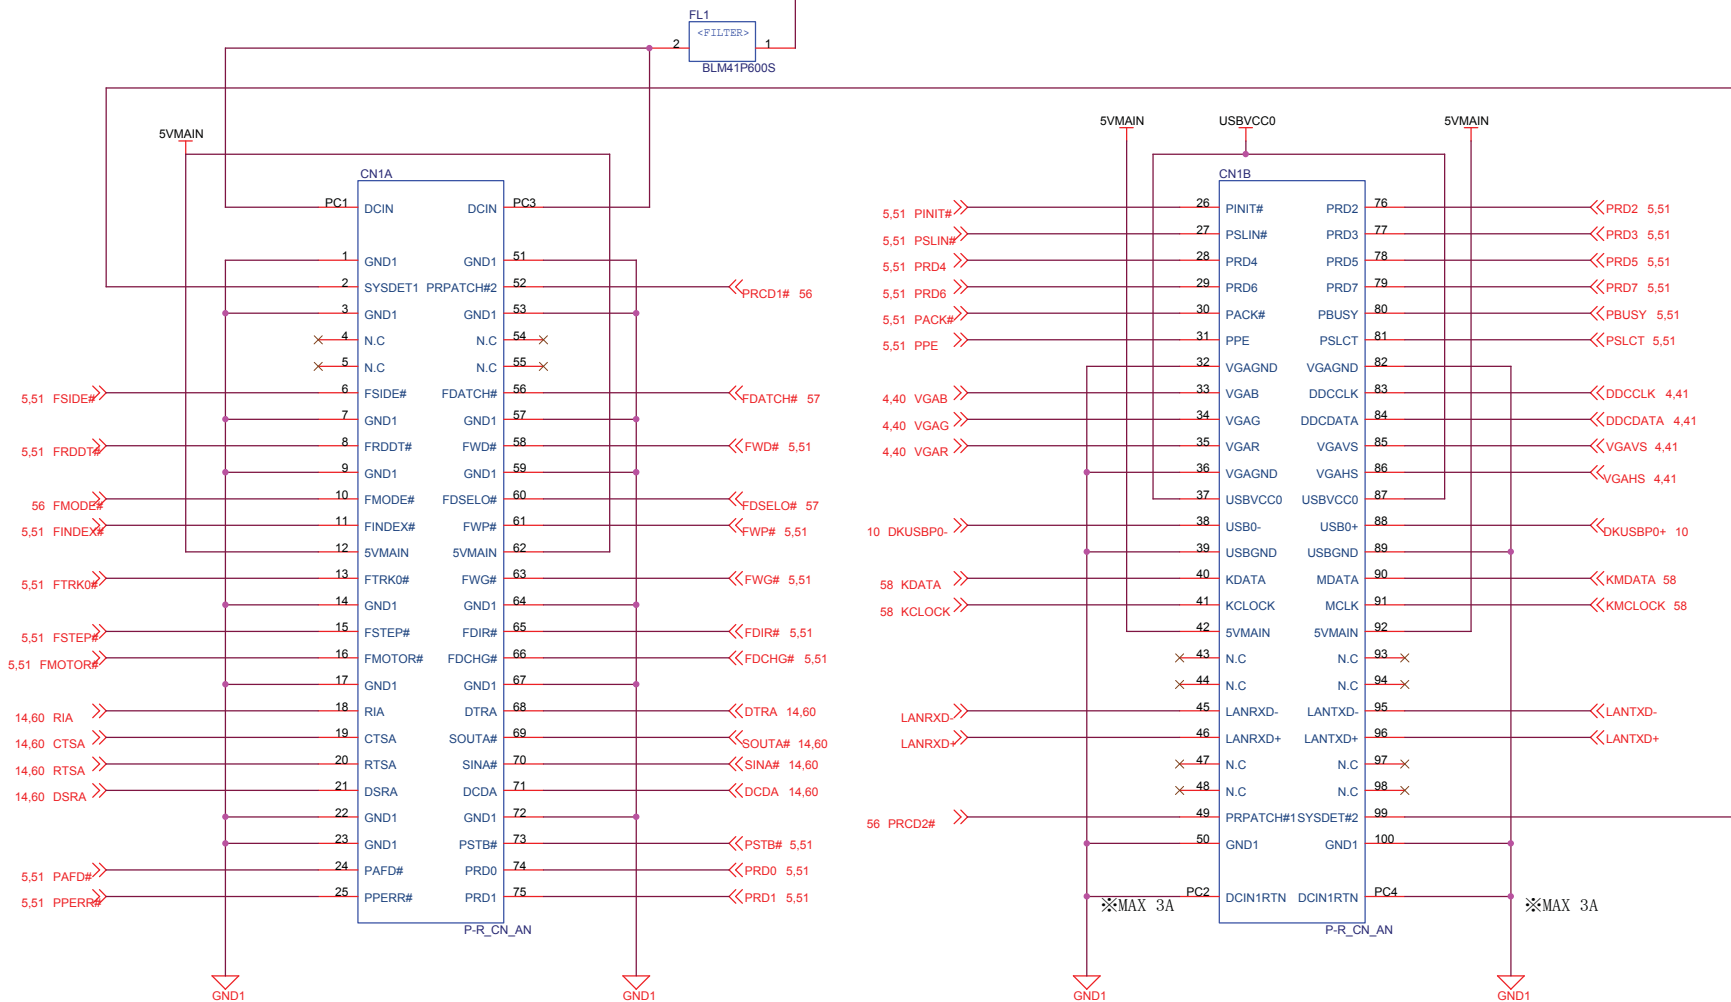 FL1
<FILTER>
2 1
BLM41P600S
5VMAIN
5VMAIN USBVCC0 5VMAIN
CN1A
PC1 DCIN DCIN PC3
1 GND1 GND1 51
2 SYSDET1 PRPATCH#2 52 PRCD1# 56
3 GND1 GND1 53
4 N.C N.C 54
5 N.C N.C 55
5,51 FSIDE# 6 FSIDE# FDATCH# 56 FDATCH# 57
7 GND1 GND1 57
5,51 FRDDT# 8 FRDDT# FWD# 58 FWD# 5,51
9 GND1 GND1 59
56 FMODE# 10 FMODE# FDSELO# 60 FDSELO# 57
5,51 FINDEX# 11 FINDEX# FWP# 61 FWP# 5,51
12 5VMAIN 5VMAIN 62
5,51 FTRK0# 13 FTRK0# FWG# 63 FWG# 5,51
14 GND1 GND1 64
5,51 FSTEP# 15 FSTEP# FDIR# 65 FDIR# 5,51
5,51 FMOTOR# 16 FMOTOR# FDCHG# 66 FDCHG# 5,51
17 GND1 GND1 67
14,60 RIA 18 RIA DTRA 68 DTRA 14,60
14,60 CTSA 19 CTSA SOUTA# 69 SOUTA# 14,60
14,60 RTSA 20 RTSA SINA# 70 SINA# 14,60
14,60 DSRA 21 DSRA DCDA 71 DCDA 14,60
22 GND1 GND1 72
23 GND1 PSTB# 73 PSTB# 5,51
5,51 PAFD# 24 PAFD# PRD0 74 PRD0 5,51
5,51 PPERR# 25 PPERR# PRD1 75 PRD1 5,51
P-R_CN_AN
GND1 GND1
CN1B
5,51 PINIT# 26 PINIT# PRD2 76 PRD2 5,51
5,51 PSLIN# 27 PSLIN# PRD3 77 PRD3 5,51
5,51 PRD4 28 PRD4 PRD5 78 PRD5 5,51
5,51 PRD6 29 PRD6 PRD7 79 PRD7 5,51
5,51 PACK# 30 PACK# PBUSY 80 PBUSY 5,51
5,51 PPE 31 PPE PSLCT 81 PSLCT 5,51
32 VGAGND VGAGND 82
4,40 VGAB 33 VGAB DDCCLK 83 DDCCLK 4,41
4,40 VGAG 34 VGAG DDCDATA 84 DDCDATA 4,41
4,40 VGAR 35 VGAR VGAVS 85 VGAVS 4,41
36 VGAGND VGAHS 86 VGAHS 4,41
37 USBVCC0 USBVCC0 87
10 DKUSBP0- 38 USB0- USB0+ 88 DKUSBP0+ 10
39 USBGND USBGND 89
58 KDATA 40 KDATA MDATA 90 KMDATA 58
58 KCLOCK 41 KCLOCK MCLK 91 KMCLOCK 58
42 5VMAIN 5VMAIN 92
43 N.C N.C 93
44 N.C N.C 94
LANRXD- 45 LANRXD- LANTXD- 95 LANTXD-
LANRXD+ 46 LANRXD+ LANTXD+ 96 LANTXD+
47 N.C N.C 97
48 N.C N.C 98
56 PRCD2# 49 PRPATCH#1 SYSDET#2 99
50 GND1 GND1 100
PC2 DCIN1RTN DCIN1RTN PC4
※MAX 3A ※MAX 3A
P-R_CN_AN
GND1 GND1